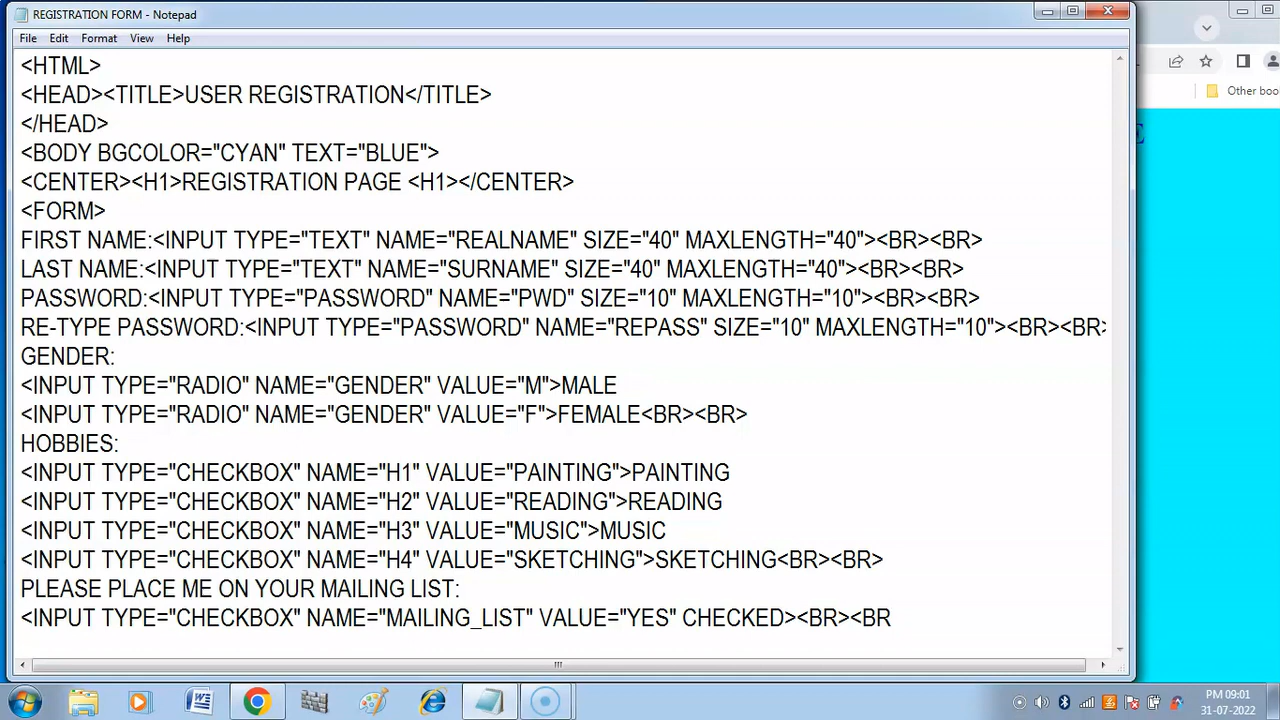 REGISTRATION FORM - Notepad
File Edit Format View Help
<HTML>
<HEAD><TITLE>USER REGISTRATION</TITLE>
</HEAD>
<BODY BGCOLOR="CYAN" TEXT="BLUE">
<CENTER><H1>REGISTRATION PAGE <H1></CENTER>
<FORM>
FIRST NAME:<INPUT TYPE="TEXT" NAME="REALNAME" SIZE="40" MAXLENGTH="40"><BR><BR>
LAST NAME:<INPUT TYPE="TEXT" NAME="SURNAME" SIZE="40" MAXLENGTH="40"><BR><BR>
PASSWORD:<INPUT TYPE="PASSWORD" NAME="PWD" SIZE="10" MAXLENGTH="10"><BR><BR>
RE-TYPE PASSWORD:<INPUT TYPE="PASSWORD" NAME="REPASS" SIZE="10" MAXLENGTH="10"><BR><BR>
GENDER:
<INPUT TYPE="RADIO" NAME="GENDER" VALUE="M">MALE
<INPUT TYPE="RADIO" NAME="GENDER" VALUE="F">FEMALE<BR><BR>
HOBBIES:
<INPUT TYPE="CHECKBOX" NAME="H1" VALUE="PAINTING">PAINTING
<INPUT TYPE="CHECKBOX" NAME="H2" VALUE="READING">READING
<INPUT TYPE="CHECKBOX" NAME="H3" VALUE="MUSIC">MUSIC
<INPUT TYPE="CHECKBOX" NAME="H4" VALUE="SKETCHING">SKETCHING<BR><BR>
PLEASE PLACE ME ON YOUR MAILING LIST:
<INPUT TYPE="CHECKBOX" NAME="MAILING_LIST" VALUE="YES" CHECKED><BR><BR
Other boo
E
PM 09:01
31-07-2022